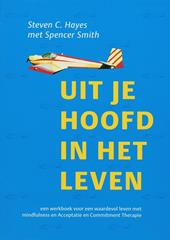 Steven C. Hayes
met Spencer Smith
UIT JE
HOOFD
IN HET
LEVEN
een werkboek voor een waardevol leven met
mindfulness en Acceptatie en Commitment Therapie